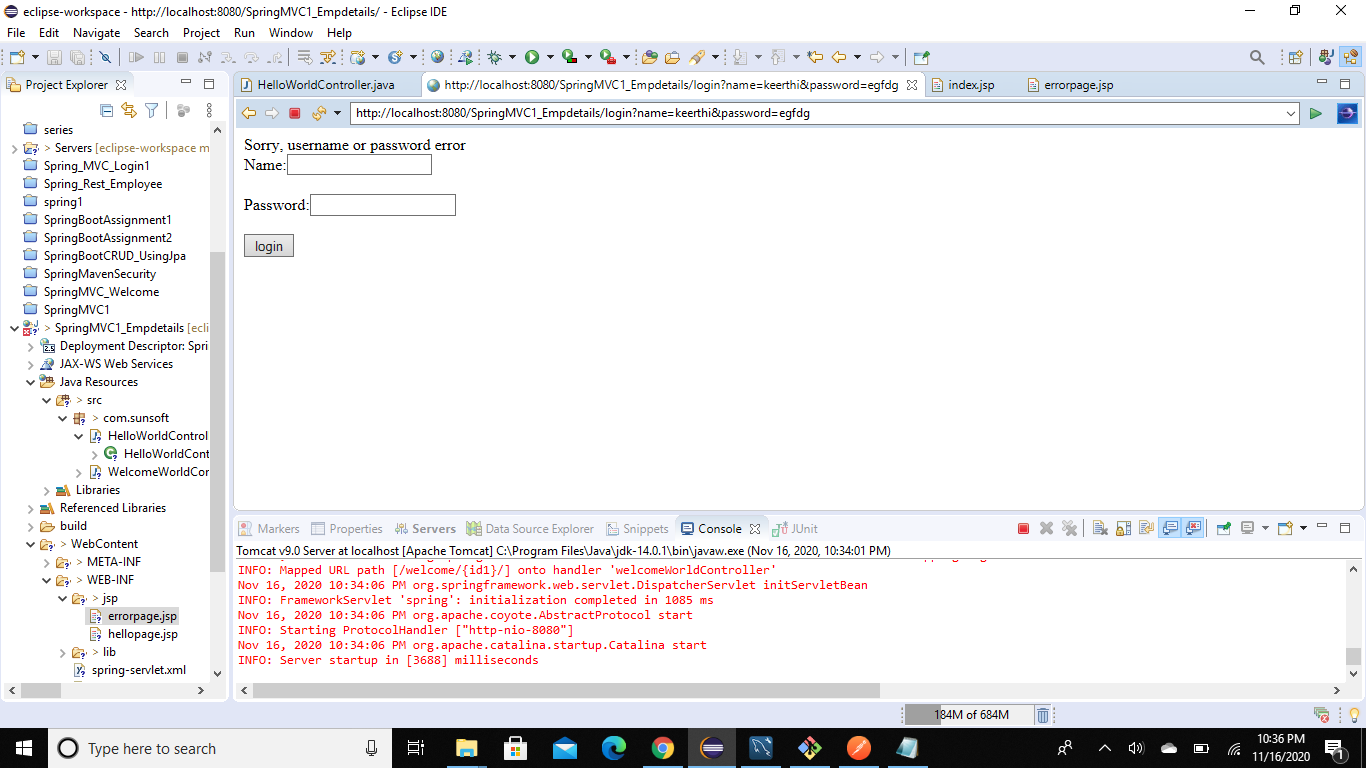 eclipse-workspace - http://localhost:8080/SpringMVC1_Empdetails/ - Eclipse IDE
File Edit Navigate Search Project Run Window Help
Project Explorer
HelloWorldController.java
http://localhost:8080/SpringMVC1_Empdetails/login?name=keerthi&password=egfdg
index.jsp
errorpage.jsp
http://localhost:8080/SpringMVC1_Empdetails/login?name=keerthi&password=egfdg
series
> Servers [eclipse-workspace m
Spring_MVC_Login1
Spring_Rest_Employee
spring1
SpringBootAssignment1
SpringBootAssignment2
SpringBootCRUD_UsingJpa
SpringMavenSecurity
SpringMVC_Welcome
SpringMVC1
> SpringMVC1_Empdetails [ecli
Deployment Descriptor: Spri
JAX-WS Web Services
Java Resources
> src
> com.sunsoft
> HelloWorldControl
> HelloWorldCont
> WelcomeWorldCor
Libraries
Referenced Libraries
> build
> WebContent
> META-INF
> WEB-INF
> jsp
errorpage.jsp
hellopage.jsp
> lib
spring-servlet.xml
Sorry, username or password error
Name:
Password:
login
Markers Properties Servers Data Source Explorer Snippets Console JUnit
Tomcat v9.0 Server at localhost [Apache Tomcat] C:\Program Files\Java\jdk-14.0.1\bin\javaw.exe (Nov 16, 2020, 10:34:01 PM)
INFO: Mapped URL path [/welcome/{id1}/] onto handler 'welcomeWorldController'
Nov 16, 2020 10:34:06 PM org.springframework.web.servlet.DispatcherServlet initServletBean
INFO: FrameworkServlet 'spring': initialization completed in 1085 ms
Nov 16, 2020 10:34:06 PM org.apache.coyote.AbstractProtocol start
INFO: Starting ProtocolHandler ["http-nio-8080"]
Nov 16, 2020 10:34:06 PM org.apache.catalina.startup.Catalina start
INFO: Server startup in [3688] milliseconds
184M of 684M
Type here to search
10:36 PM
11/16/2020
1